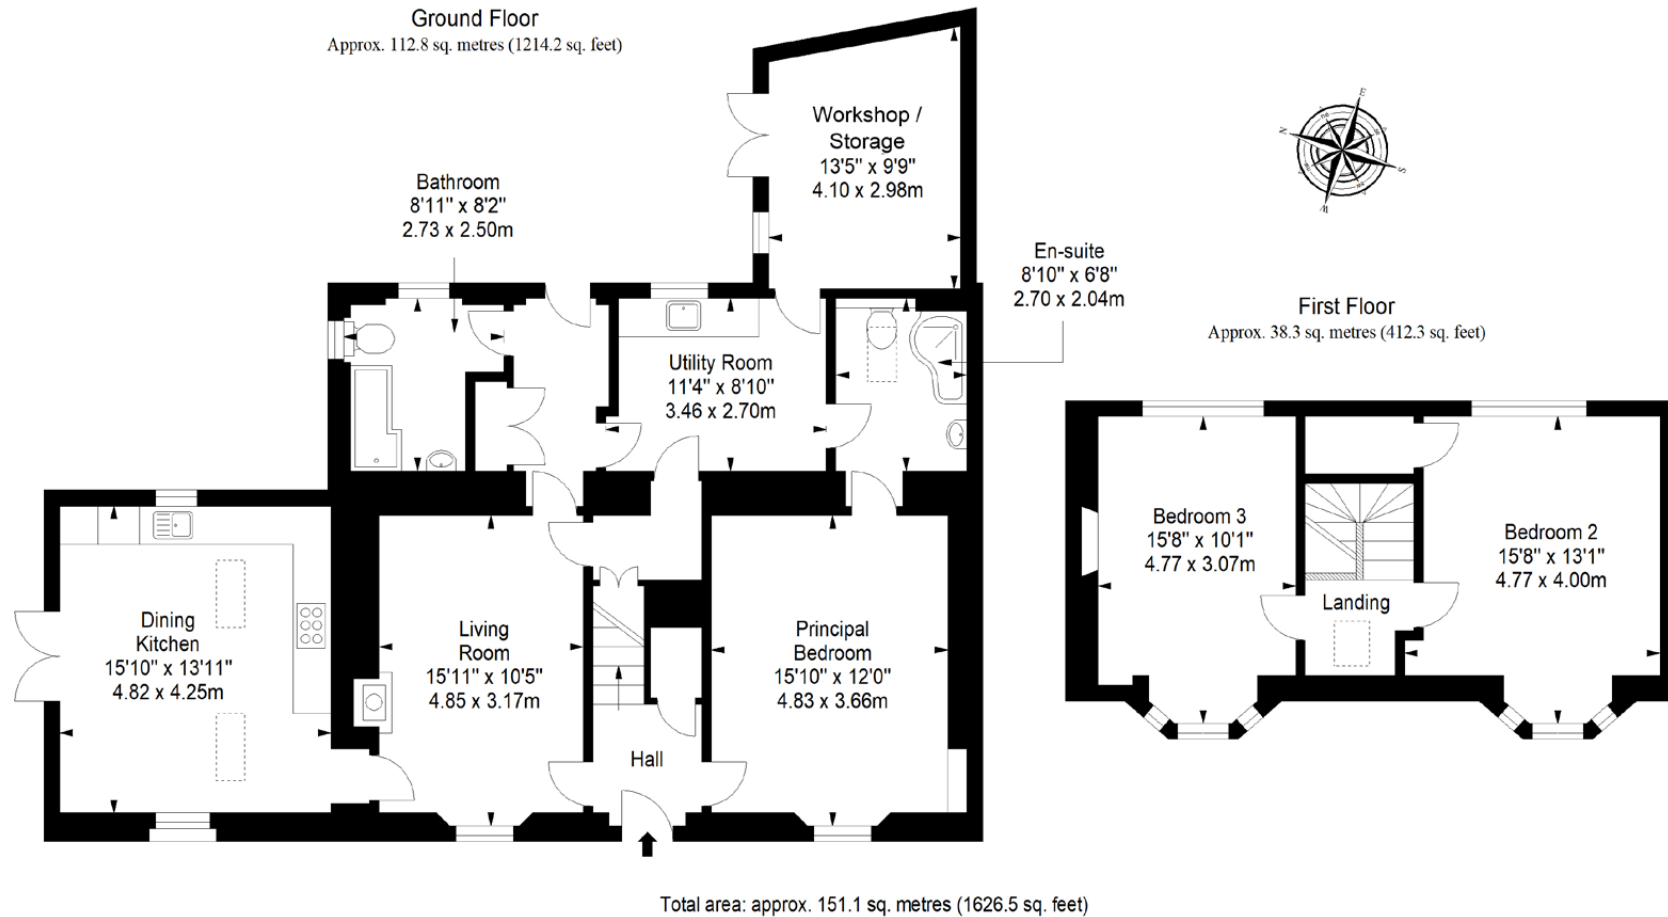 Ground Floor
Approx. 112.8 sq. metres (1214.2 sq. feet)
Workshop /
Storage
13'5" x 9'9"
4.10 x 2.98m
Bathroom
8'11" x 8'2"
2.73 x 2.50m
En-suite
8'10" x 6'8"
2.70 x 2.04m
Utility Room
11'4" x 8'10"
3.46 x 2.70m
Dining
Kitchen
15'10" x 13'11"
4.82 x 4.25m
Living
Room
15'11" x 10'5"
4.85 x 3.17m
Principal
Bedroom
15'10" x 12'0"
4.83 x 3.66m
Hall
E
N
S
W
First Floor
Approx. 38.3 sq. metres (412.3 sq. feet)
Bedroom 3
15'8" x 10'1"
4.77 x 3.07m
Bedroom 2
15'8" x 13'1"
4.77 x 4.00m
Landing
Total area: approx. 151.1 sq. metres (1626.5 sq. feet)